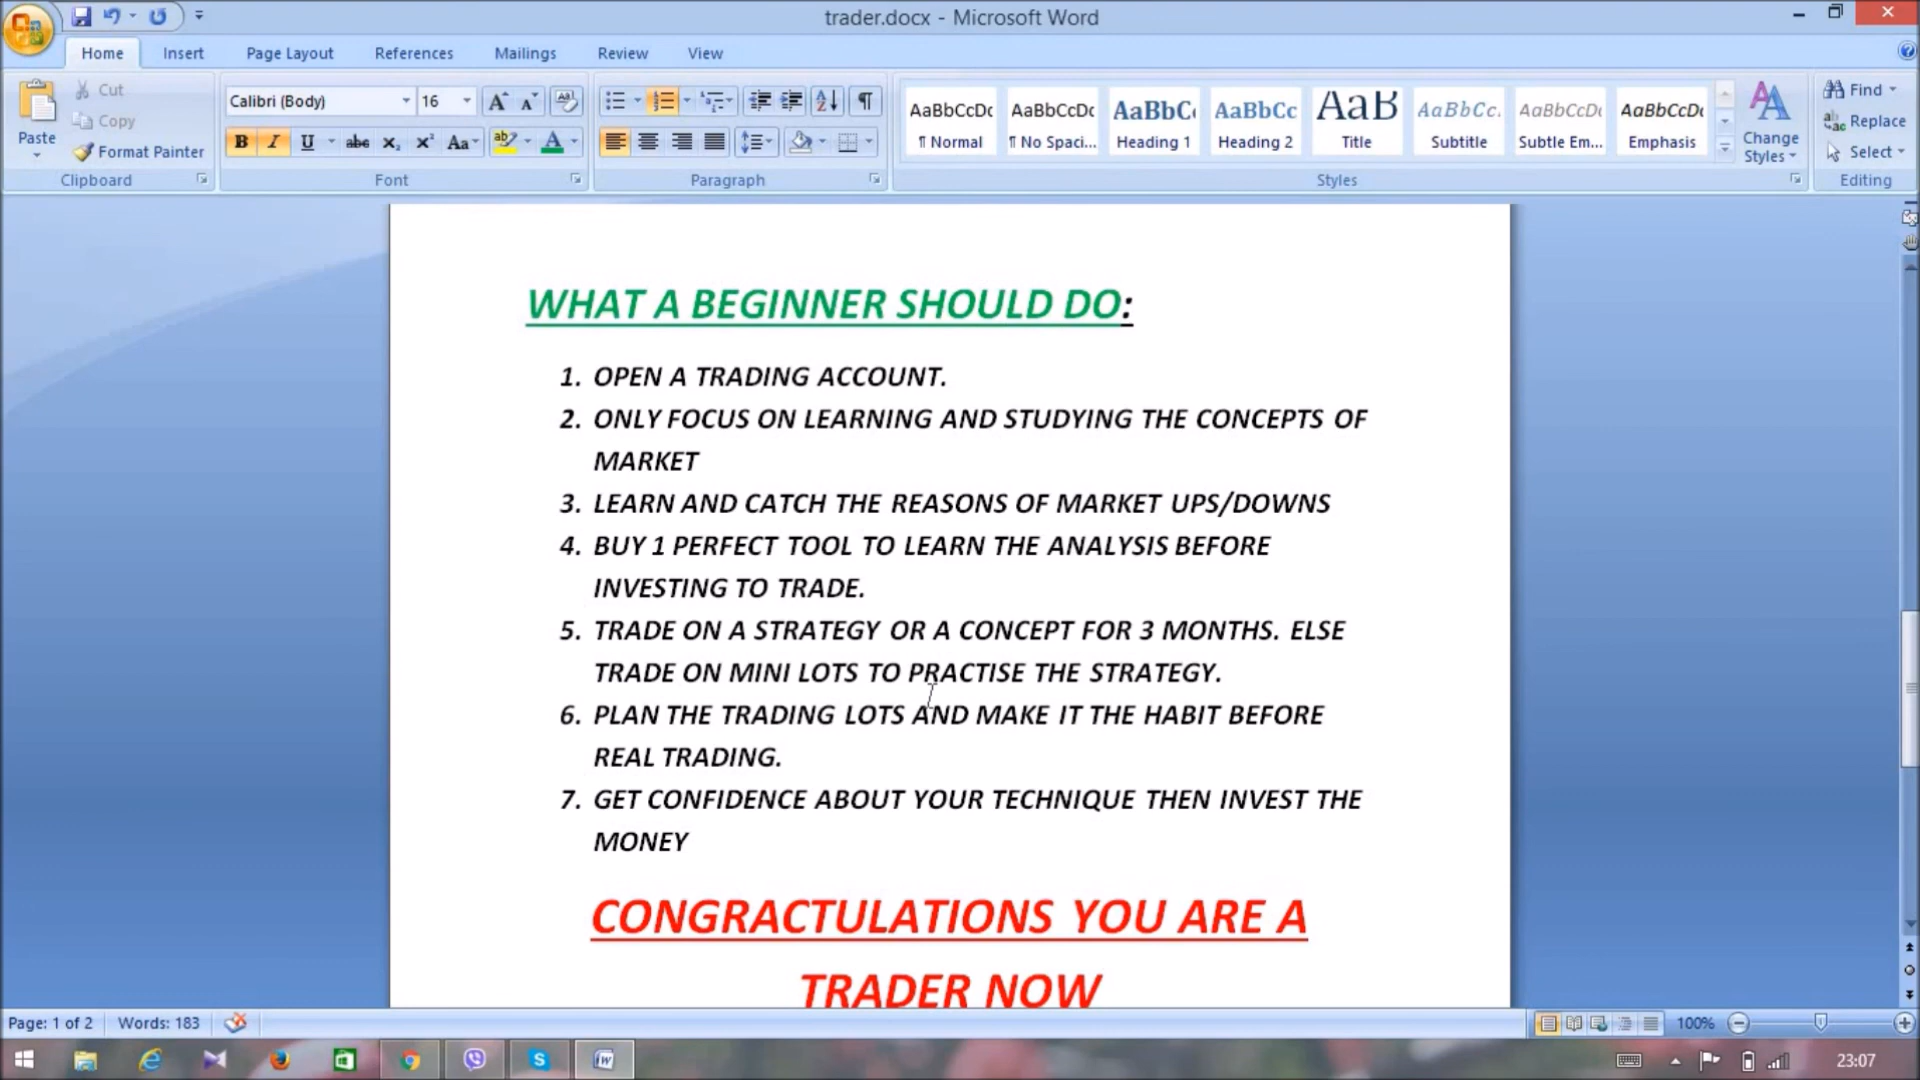 trader.docx - Microsoft Word
Home Insert Page Layout References Mailings Review View
Paste
Cut
Copy
Format Painter
Clipboard
Calibri (Body) 16
Font
Paragraph
AaBbCcDc AaBbCcDc AaBbC AaBbCc AaB AaBbCc. AaBbCcDc AaBbCcDc
¶ Normal ¶ No Spaci... Heading 1 Heading 2 Title Subtitle Subtle Em... Emphasis
Change
Styles
Styles
Find
Replace
Select
Editing
WHAT A BEGINNER SHOULD DO:
1. OPEN A TRADING ACCOUNT.
2. ONLY FOCUS ON LEARNING AND STUDYING THE CONCEPTS OF
MARKET
3. LEARN AND CATCH THE REASONS OF MARKET UPS/DOWNS
4. BUY 1 PERFECT TOOL TO LEARN THE ANALYSIS BEFORE
INVESTING TO TRADE.
5. TRADE ON A STRATEGY OR A CONCEPT FOR 3 MONTHS. ELSE
TRADE ON MINI LOTS TO PRACTISE THE STRATEGY.
6. PLAN THE TRADING LOTS AND MAKE IT THE HABIT BEFORE
REAL TRADING.
7. GET CONFIDENCE ABOUT YOUR TECHNIQUE THEN INVEST THE
MONEY
CONGRACTULATIONS YOU ARE A
TRADER NOW
Page: 1 of 2 Words: 183 100%
23:07